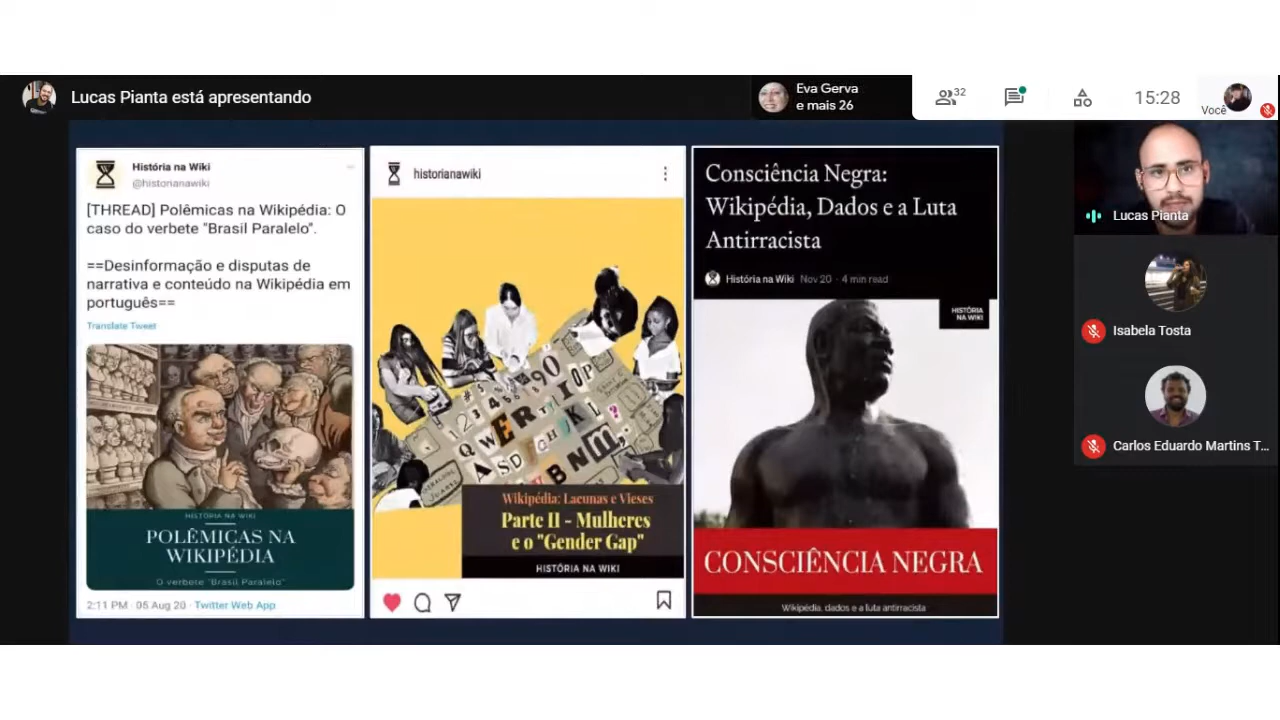 Lucas Pianta está apresentando
Eva Gerva
e mais 26
32
15:28
Você
História na Wiki
@historianawiki
[THREAD] Polêmicas na Wikipédia: O
caso do verbete "Brasil Paralelo".
==Desinformação e disputas de
narrativa e conteúdo na Wikipédia em
português==
Translate Tweet
HISTÓRIA NA WIKI
POLÊMICAS NA
WIKIPÉDIA
O verbete "Brasil Paralelo"
2:11 PM · 05 Aug 20 · Twitter Web App
historianawiki
Wikipédia: Lacunas e Vieses
Parte II - Mulheres
e o "Gender Gap"
HISTÓRIA NA WIKI
Consciência Negra:
Wikipédia, Dados e a Luta
Antirracista
História na Wiki Nov 20 · 4 min read
HISTÓRIA
NA WIKI
CONSCIÊNCIA NEGRA
Wikipédia, dados e a luta antirracista
Lucas Pianta
Isabela Tosta
Carlos Eduardo Martins T...